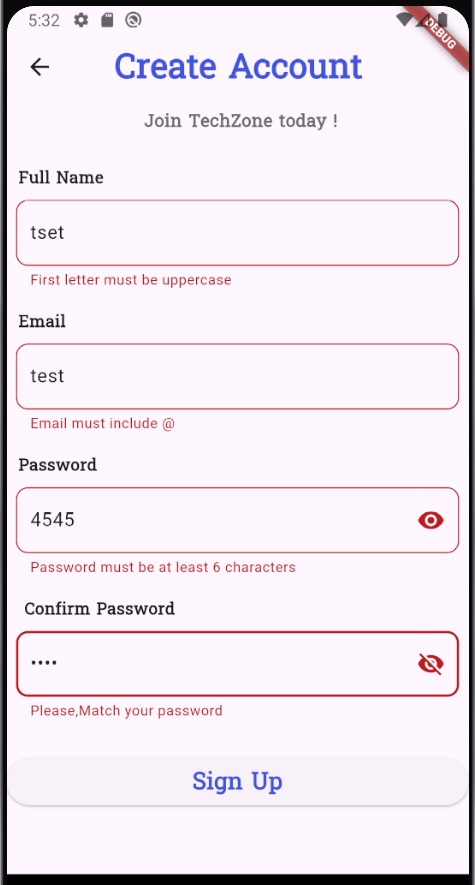 5:32
DEBUG
Create Account
Join TechZone today !
Full Name
tset
First letter must be uppercase
Email
test
Email must include @
Password
4545
Password must be at least 6 characters
Confirm Password
••••
Please,Match your password
Sign Up